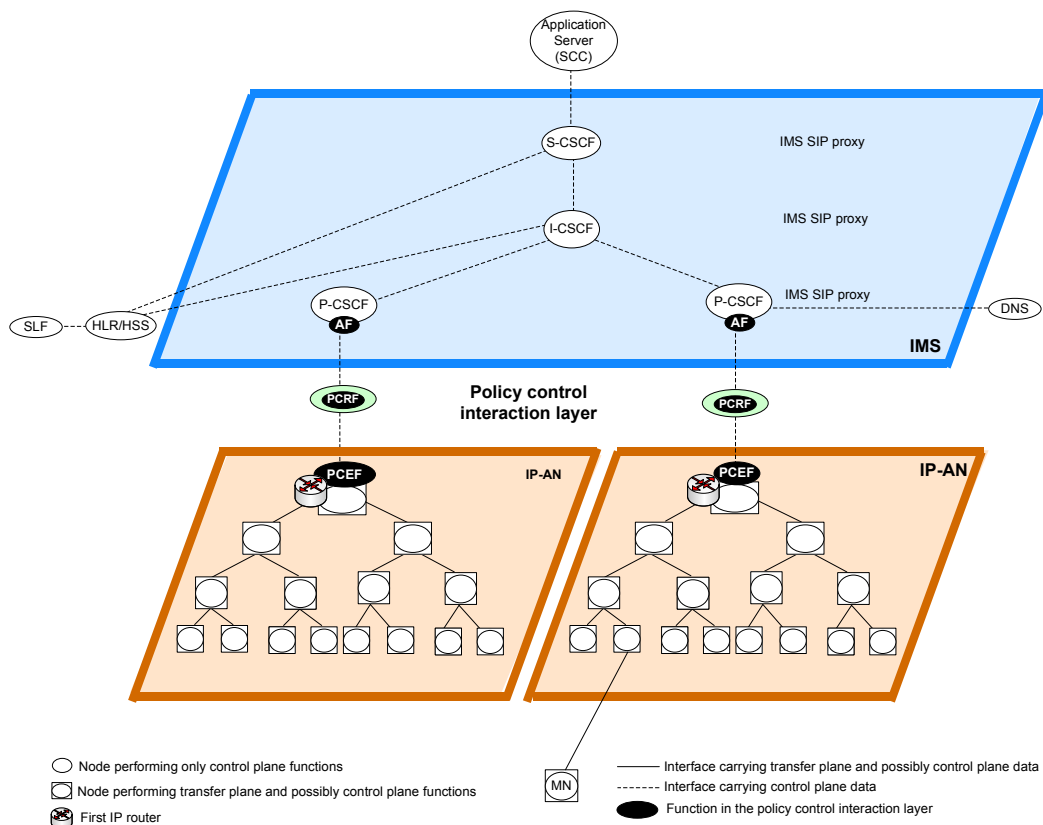 Application
Server
(SCC)
S-CSCF
IMS SIP proxy
I-CSCF
IMS SIP proxy
P-CSCF
AF
P-CSCF
AF
IMS SIP proxy
SLF
HLR/HSS
DNS
IMS
PCRF
Policy control
interaction layer
PCRF
PCEF
IP-AN
PCEF
IP-AN
Node performing only control plane functions
Node performing transfer plane and possibly control plane functions
First IP router
MN
Interface carrying transfer plane and possibly control plane data
Interface carrying control plane data
Function in the policy control interaction layer